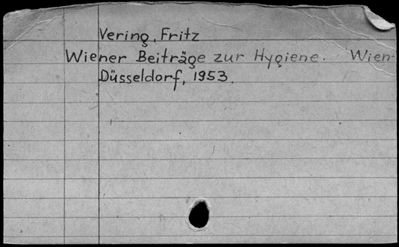 Vering, Fritz
Wiener Beiträge zur Hygiene. Wien-
Düsseldorf, 1953.